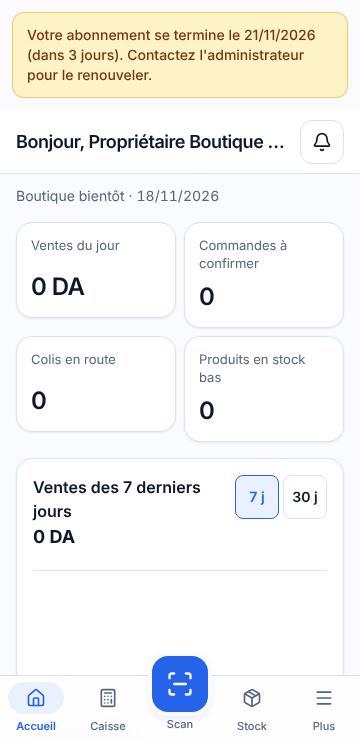 Votre abonnement se termine le 21/11/2026
(dans 3 jours). Contactez l'administrateur
pour le renouveler.
Bonjour, Propriétaire Boutique ...
Boutique bientôt · 18/11/2026
Ventes du jour
0 DA
Commandes à
confirmer
0
Colis en route
0
Produits en stock
bas
0
Ventes des 7 derniers
jours
0 DA
7 j
30 j
Accueil
Caisse
Scan
Stock
Plus